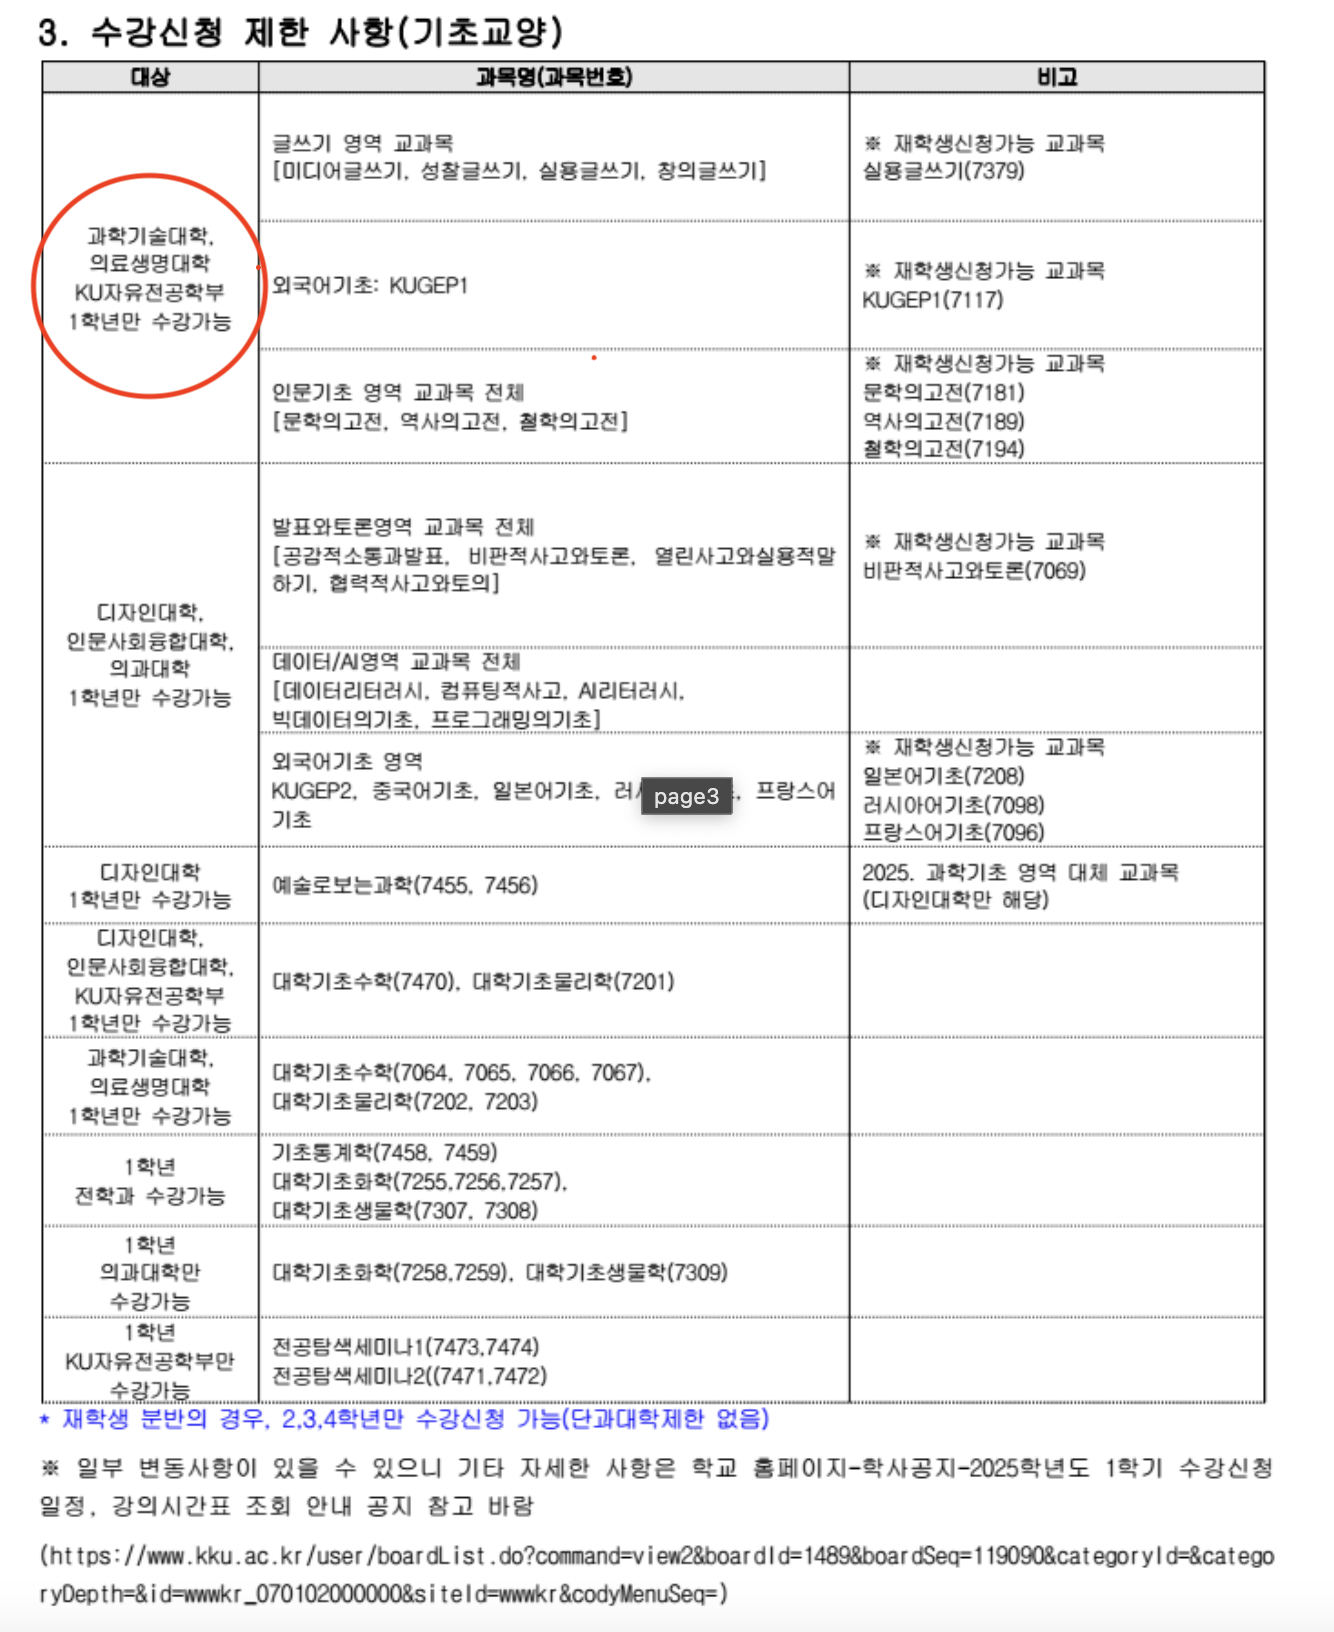 3. 수강신청 제한 사항(기초교양)
대상 과목명(과목번호) 비고
과학기술대학,
의료생명대학
KU자유전공학부
1학년만 수강가능
글쓰기 영역 교과목
[미디어글쓰기, 성찰글쓰기, 실용글쓰기, 창의글쓰기]
※ 재학생신청가능 교과목
실용글쓰기(7379)
외국어기초: KUGEP1
※ 재학생신청가능 교과목
KUGEP1(7117)
인문기초 영역 교과목 전체
[문학의고전, 역사의고전, 철학의고전]
※ 재학생신청가능 교과목
문학의고전(7181)
역사의고전(7189)
철학의고전(7194)
디자인대학,
인문사회융합대학,
의과대학
1학년만 수강가능
발표와토론영역 교과목 전체
[공감적소통과발표, 비판적사고와토론, 열린사고와실용적말
하기, 협력적사고와토의]
※ 재학생신청가능 교과목
비판적사고와토론(7069)
데이터/AI영역 교과목 전체
[데이터리터러시, 컴퓨팅적사고, AI리터러시,
빅데이터의기초, 프로그래밍의기초]
외국어기초 영역
KUGEP2, 중국어기초, 일본어기초, page3 프랑스어
기초
※ 재학생신청가능 교과목
일본어기초(7208)
러시아어기초(7098)
프랑스어기초(7096)
디자인대학
1학년만 수강가능
예술로보는과학(7455, 7456)
2025. 과학기초 영역 대체 교과목
(디자인대학만 해당)
디자인대학,
인문사회융합대학,
KU자유전공학부
1학년만 수강가능
대학기초수학(7470), 대학기초물리학(7201)
과학기술대학,
의료생명대학
1학년만 수강가능
대학기초수학(7064, 7065, 7066, 7067),
대학기초물리학(7202, 7203)
1학년
전학과 수강가능
기초통계학(7458, 7459)
대학기초화학(7255,7256,7257),
대학기초생물학(7307, 7308)
1학년
의과대학만
수강가능
대학기초화학(7258,7259), 대학기초생물학(7309)
1학년
KU자유전공학부만
수강가능
전공탐색세미나1(7473,7474)
전공탐색세미나2((7471,7472)
* 재학생 분반의 경우, 2,3,4학년만 수강신청 가능(단과대학제한 없음)
※ 일부 변동사항이 있을 수 있으니 기타 자세한 사항은 학교 홈페이지-학사공지-2025학년도 1학기 수강신청
일정, 강의시간표 조회 안내 공지 참고 바람
(https://www.kku.ac.kr/user/boardList.do?command=view2&boardId=1489&boardSeq=119090&categoryId=&catego
ryDepth=&id=wwwkr_070102000000&siteId=wwwkr&codyMenuSeq=)